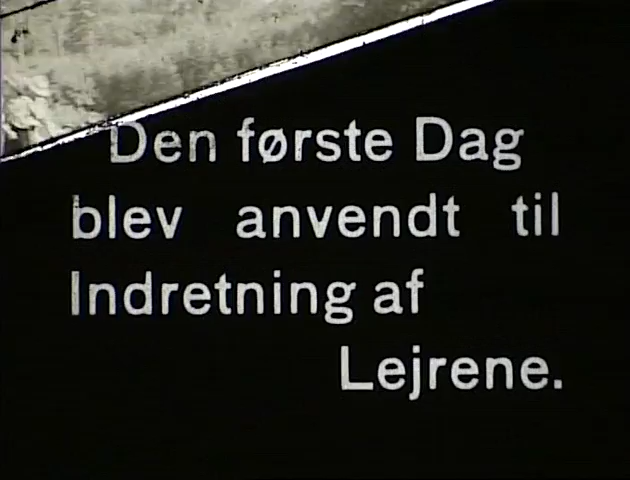 Den første Dag
blev anvendt til
Indretning af
Lejrene.